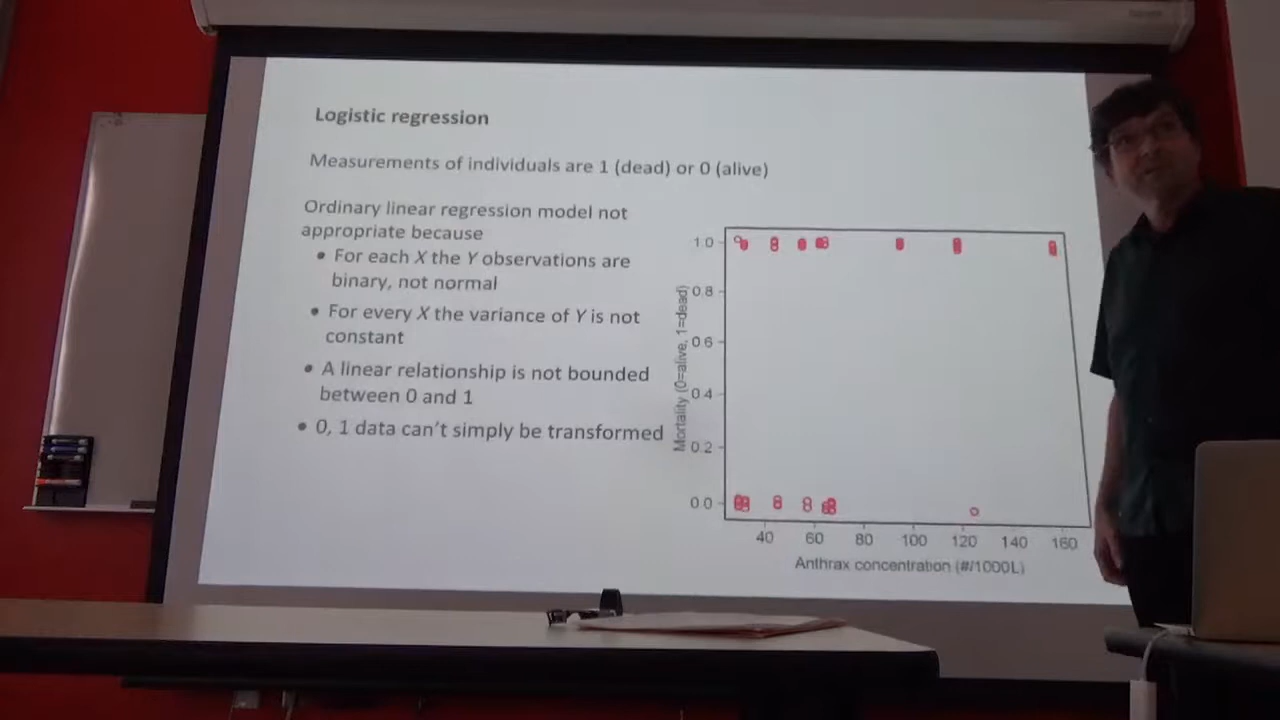 Logistic regression
Measurements of individuals are 1 (dead) or 0 (alive)
Ordinary linear regression model not
appropriate because
• For each X the Y observations are
binary, not normal
• For every X the variance of Y is not
constant
• A linear relationship is not bounded
between 0 and 1
• 0, 1 data can't simply be transformed
Mortality (0=alive, 1=dead)
1.0
0.8
0.6
0.4
0.2
0.0
40 60 80 100 120 140 160
Anthrax concentration (#/1000L)